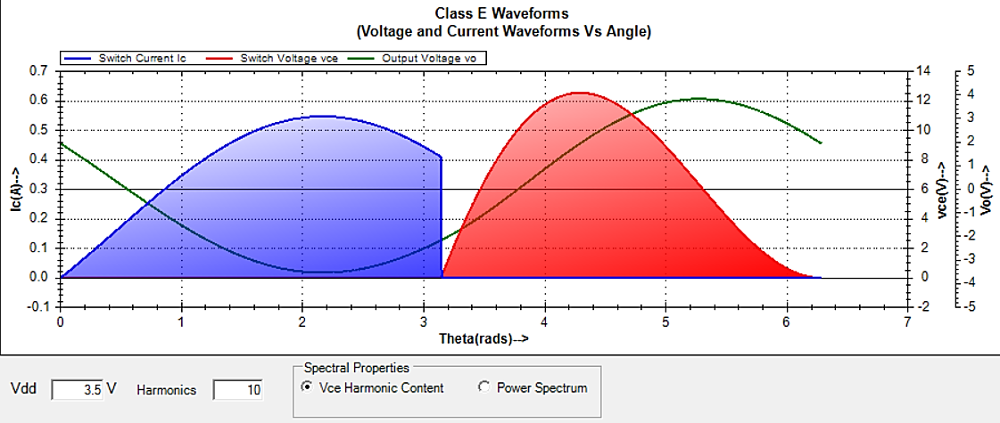 Class E Waveforms
(Voltage and Current Waveforms Vs Angle)
Switch Current Ic Switch Voltage vce Output Voltage vo
0.7 14 5
4
0.6 12
3
0.5 10
2
0.4 8
1
0.3 6 0
-1
0.2 4
-2
0.1 2
-3
0.0 0
-4
-0.1 -2 -5
0 1 2 3 4 5 6 7
Ic(A)-->
vce(V)-->
Vo(V)-->
Theta(rads)-->
Spectral Properties
Vdd 3.5 V Harmonics 10 Vce Harmonic Content Power Spectrum